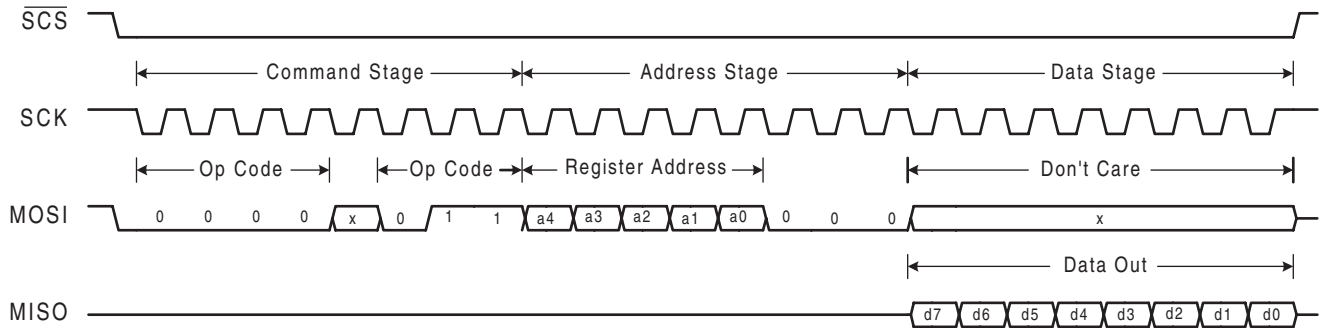 SCS
Command Stage Address Stage Data Stage
SCK
Op Code Op Code Register Address Don't Care
MOSI 0 0 0 0 x 0 1 1 a4 a3 a2 a1 a0 0 0 0 x
Data Out
MISO d7 d6 d5 d4 d3 d2 d1 d0